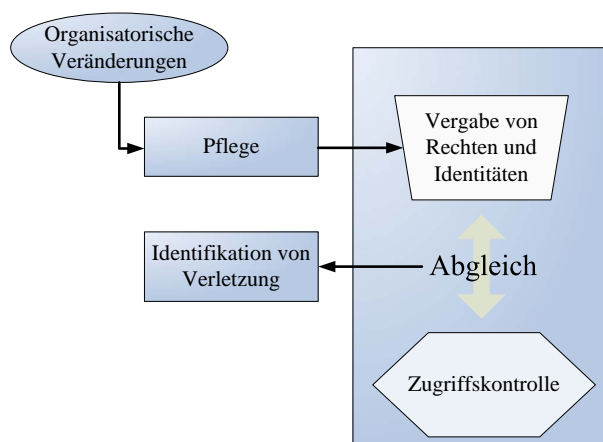 Organisatorische
Veränderungen
Pflege
Vergabe von
Rechten und
Identitäten
Identifikation von
Verletzung
Abgleich
Zugriffskontrolle